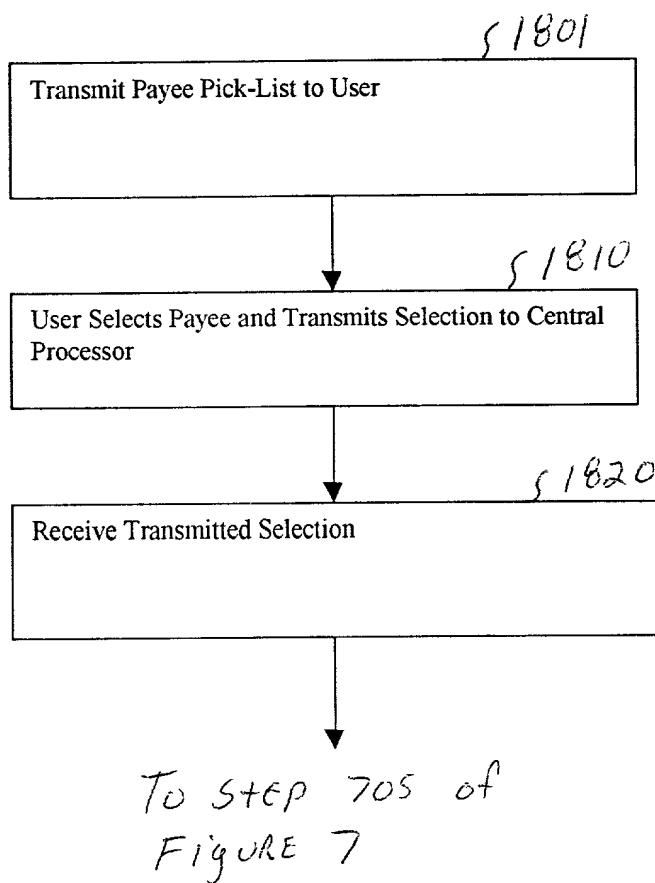 1801
Transmit Payee Pick-List to User
1810
User Selects Payee and Transmits Selection to Central
Processor
1820
Receive Transmitted Selection
To StEP 705 of
FigURE 7